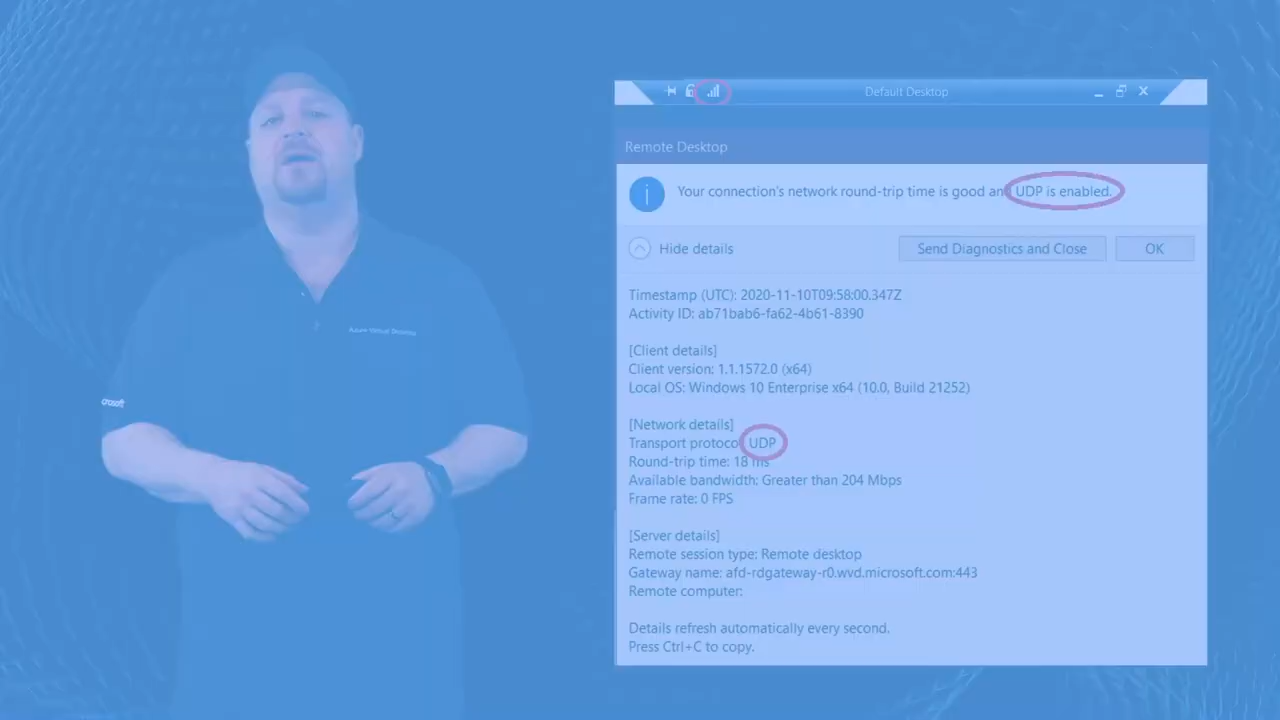 Default Desktop
Remote Desktop
Your connection's network round-trip time is good and UDP is enabled.
Hide details
Send Diagnostics and Close
OK
Timestamp (UTC): 2020-11-10T09:58:00.347Z
Activity ID: ab71bab6-fa62-4b61-8390
[Client details]
Client version: 1.1.1572.0 (x64)
Local OS: Windows 10 Enterprise x64 (10.0, Build 21252)
[Network details]
Transport protocol: UDP
Round-trip time: 18 ms
Available bandwidth: Greater than 204 Mbps
Frame rate: 0 FPS
[Server details]
Remote session type: Remote desktop
Gateway name: afd-rdgateway-r0.wvd.microsoft.com:443
Remote computer:
Details refresh automatically every second.
Press Ctrl+C to copy.
Azure Virtual Desktop
crosoft